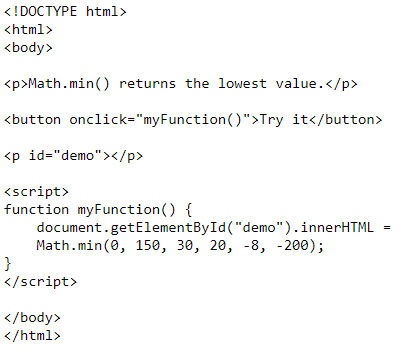 <!DOCTYPE html>
<html>
<body>
<p>Math.min() returns the lowest value.</p>
<button onclick="myFunction()">Try it</button>
<p id="demo"></p>
<script>
function myFunction() {
    document.getElementById("demo").innerHTML =
    Math.min(0, 150, 30, 20, -8, -200);
}
</script>
</body>
</html>